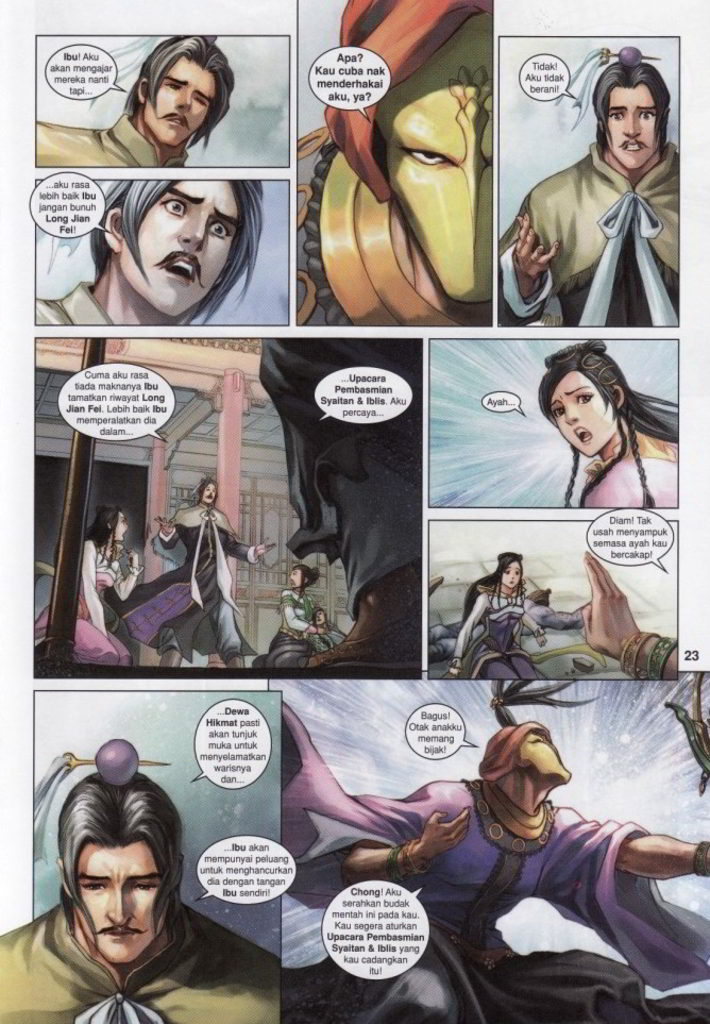 Ibu! Aku
akan mengajar
mereka nanti
tapi...
Apa?
Kau cuba nak
menderhakai
aku, ya?
Tidak!
Aku tidak
berani!
...aku rasa
lebih baik Ibu
jangan bunuh
Long Jian
Fei!
Cuma aku rasa
tiada maknanya Ibu
tamatkan riwayat Long
Jian Fei. Lebih baik Ibu
memperalatkan dia
dalam...
...Upacara
Pembasmian
Syaitan & Iblis. Aku
percaya...
Ayah...
Diam! Tak
usah menyampuk
semasa ayah kau
bercakap!
23
...Dewa
Hikmat pasti
akan tunjuk
muka untuk
menyelamatkan
warisnya
dan...
...Ibu akan
mempunyai peluang
untuk menghancurkan
dia dengan tangan
Ibu sendiri!
Bagus!
Otak anakku
memang
bijak!
Chong! Aku
serahkan budak
mentah ini pada kau.
Kau segera aturkan
Upacara Pembasmian
Syaitan & Iblis yang
kau cadangkan
itu!